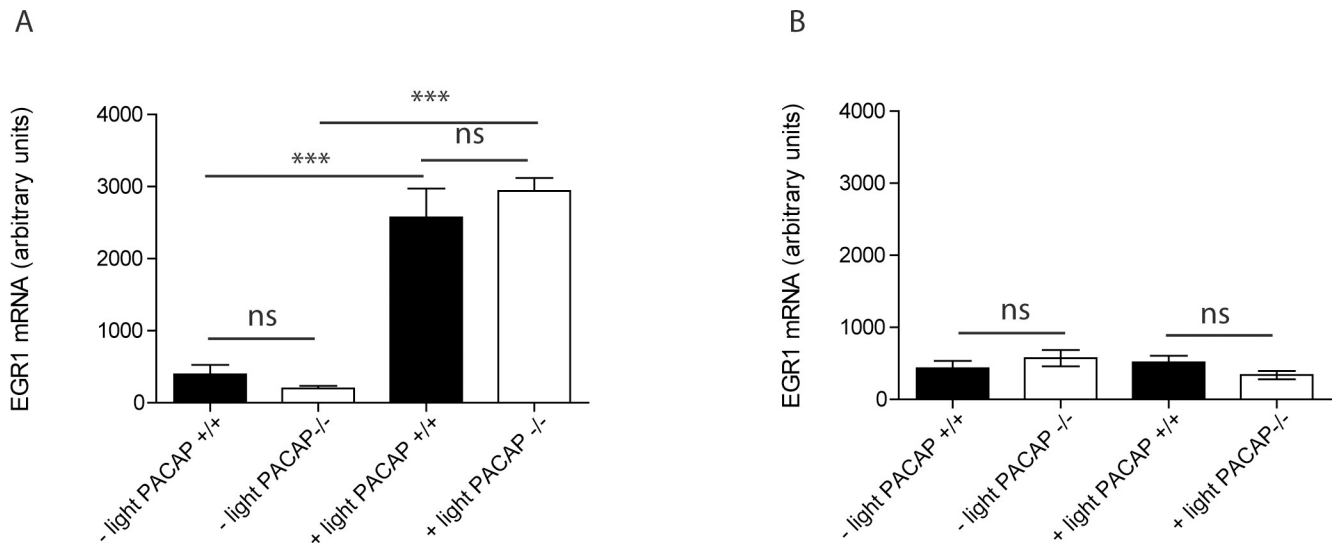 A
EGR1 mRNA (arbitrary units)
4000
3000
2000
1000
0
***
***
ns
ns
- light PACAP +/+
- light PACAP-/-
+ light PACAP +/+
+ light PACAP -/-
B
EGR1 mRNA (arbitrary units)
4000
3000
2000
1000
0
ns
ns
- light PACAP +/+
- light PACAP -/-
+ light PACAP +/+
+ light PACAP-/-